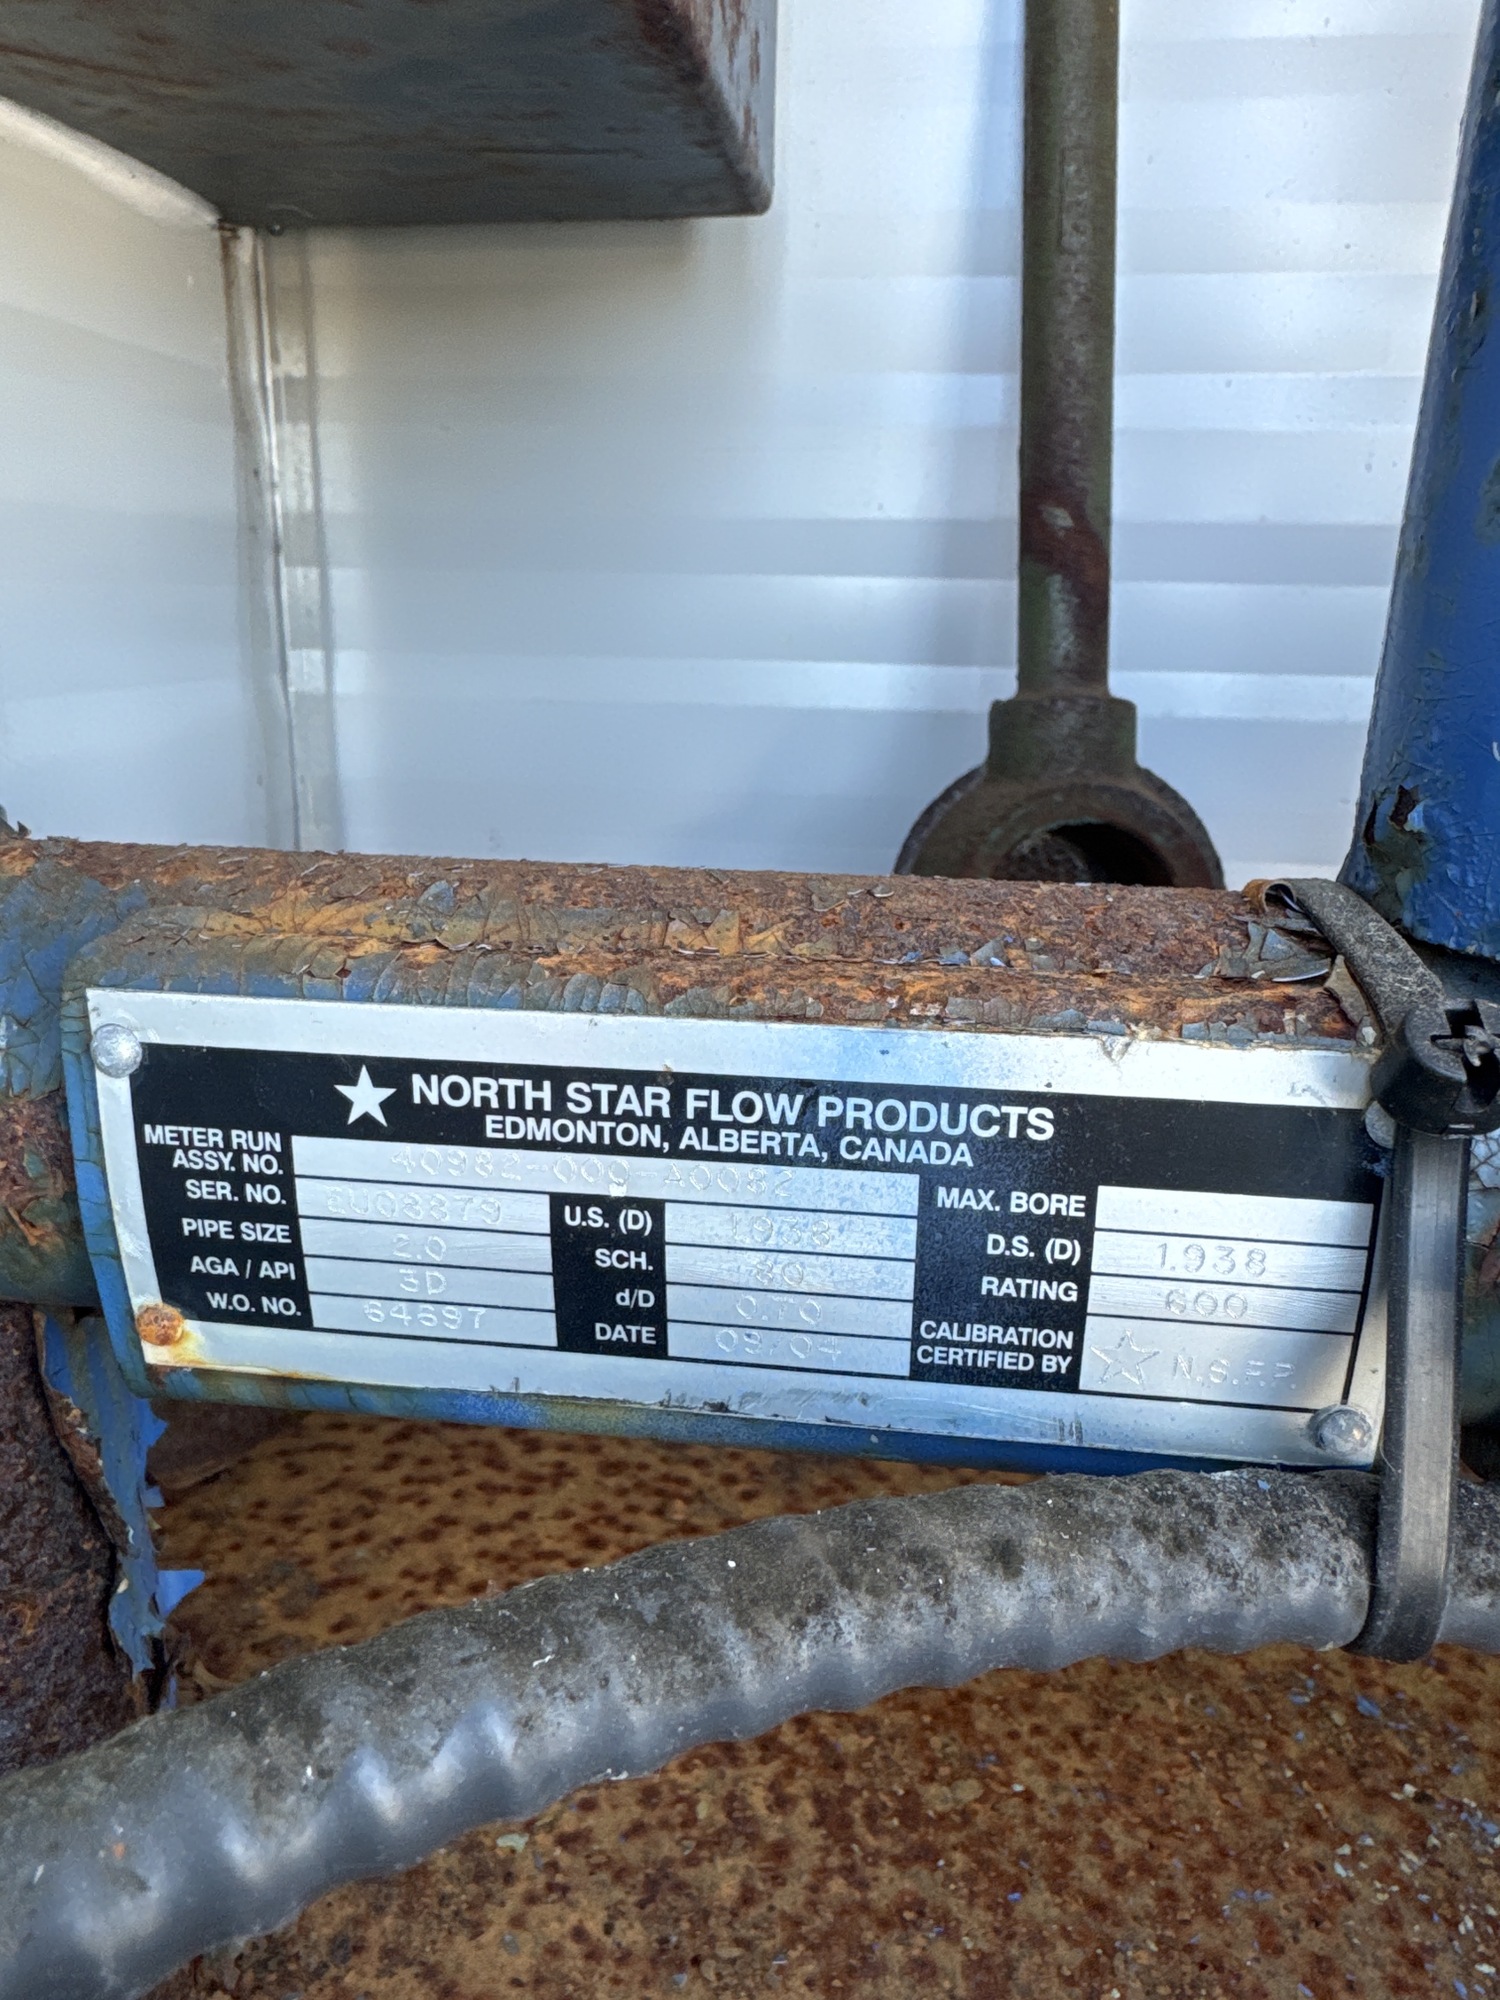 ★ NORTH STAR FLOW PRODUCTS
EDMONTON, ALBERTA, CANADA
METER RUN ASSY. NO. 40982-000-A0082
SER. NO. EU08879
PIPE SIZE 2.0
AGA / API 3D
W.O. NO. 64697
U.S. (D) 1.938
SCH. 80
d/D 0.70
DATE 09/04
MAX. BORE
D.S. (D) 1.938
RATING 600
CALIBRATION CERTIFIED BY ☆ N.S.F.P.